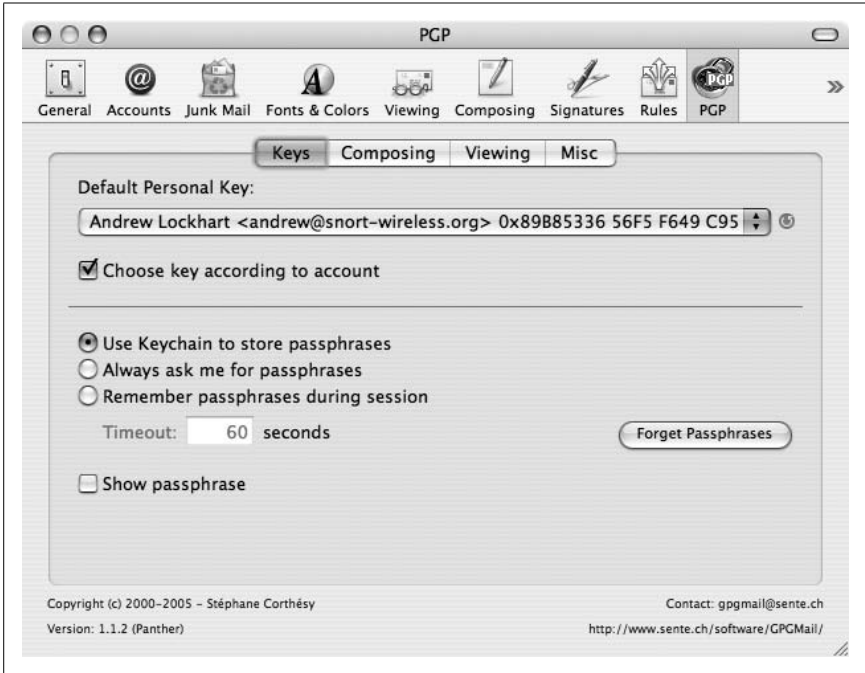 PGP
General Accounts Junk Mail Fonts & Colors Viewing Composing Signatures Rules PGP
Keys Composing Viewing Misc
Default Personal Key:
Andrew Lockhart <andrew@snort-wireless.org> 0x89B85336 56F5 F649 C95
Choose key according to account
Use Keychain to store passphrases
Always ask me for passphrases
Remember passphrases during session
Timeout: 60 seconds
Forget Passphrases
Show passphrase
Copyright (c) 2000-2005 - Stéphane Corthésy
Contact: gpgmail@sente.ch
Version: 1.1.2 (Panther)
http://www.sente.ch/software/GPGMail/